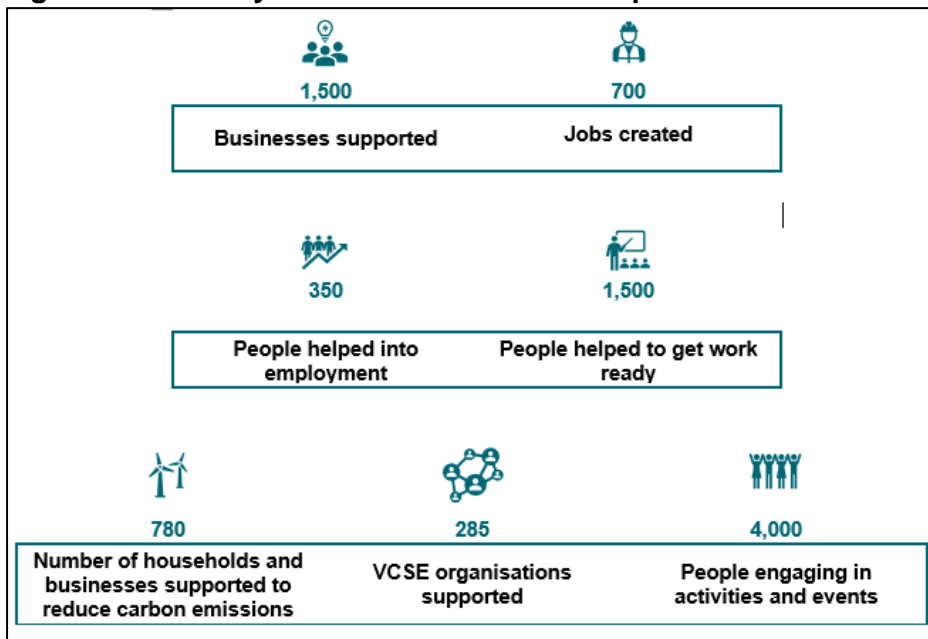 1,500
700
Businesses supported
Jobs created
350
1,500
People helped into
employment
People helped to get work
ready
780
285
4,000
Number of households and
businesses supported to
reduce carbon emissions
VCSE organisations
supported
People engaging in
activities and events